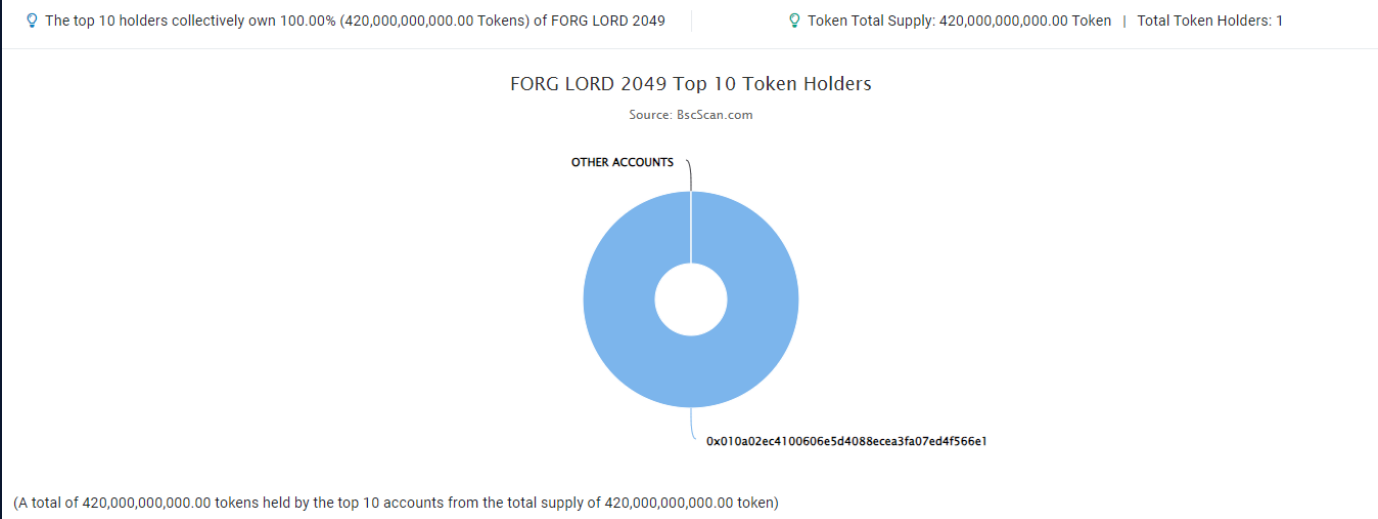 The top 10 holders collectively own 100.00% (420,000,000,000.00 Tokens) of FORG LORD 2049
Token Total Supply: 420,000,000,000.00 Token | Total Token Holders: 1
FORG LORD 2049 Top 10 Token Holders
Source: BscScan.com
OTHER ACCOUNTS
0x010a02ec4100606e5d4088ecea3fa07ed4f566e1
(A total of 420,000,000,000.00 tokens held by the top 10 accounts from the total supply of 420,000,000,000.00 token)